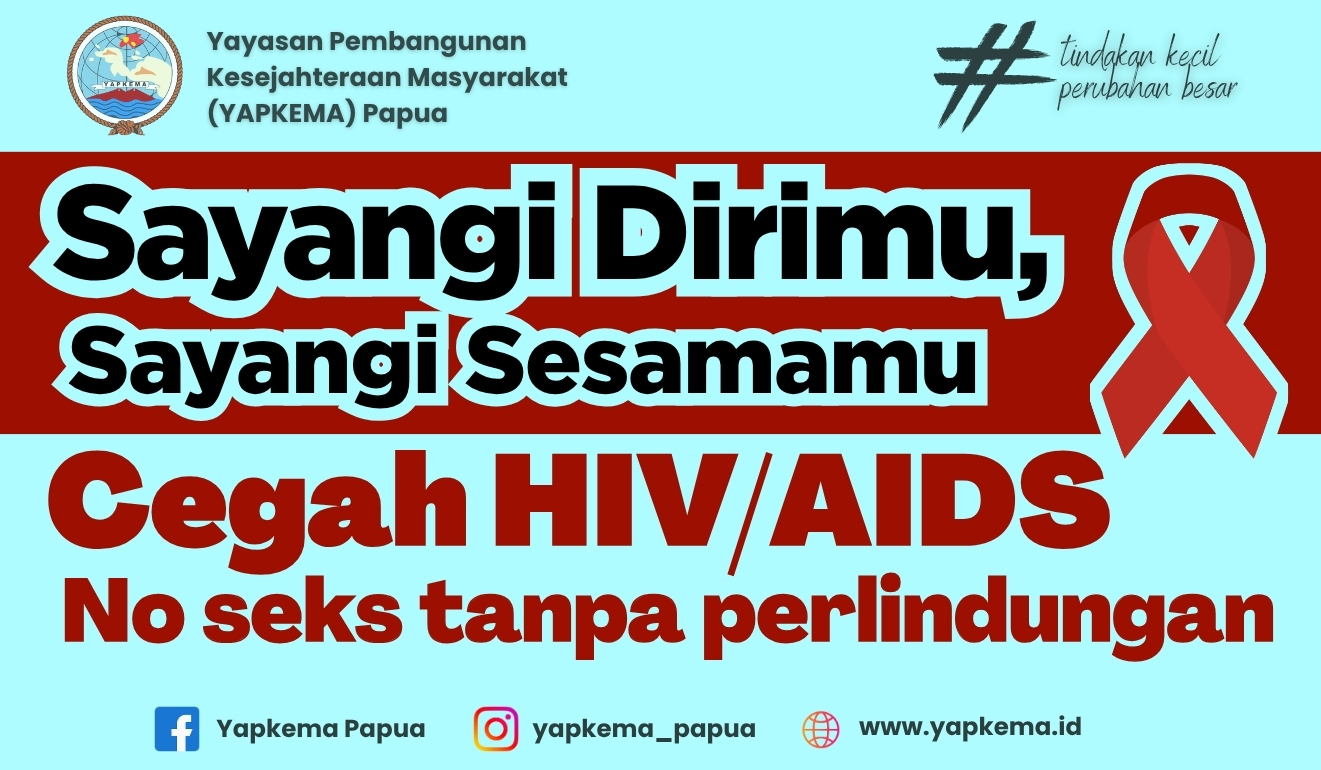 YAPKEMA
Yayasan Pembangunan
Kesejahteraan Masyarakat
(YAPKEMA) Papua
#tindakan kecil
perubahan besar
Sayangi Dirimu,
Sayangi Sesamamu
Cegah HIV/AIDS
No seks tanpa perlindungan
Yapkema Papua
yapkema_papua
www.yapkema.id